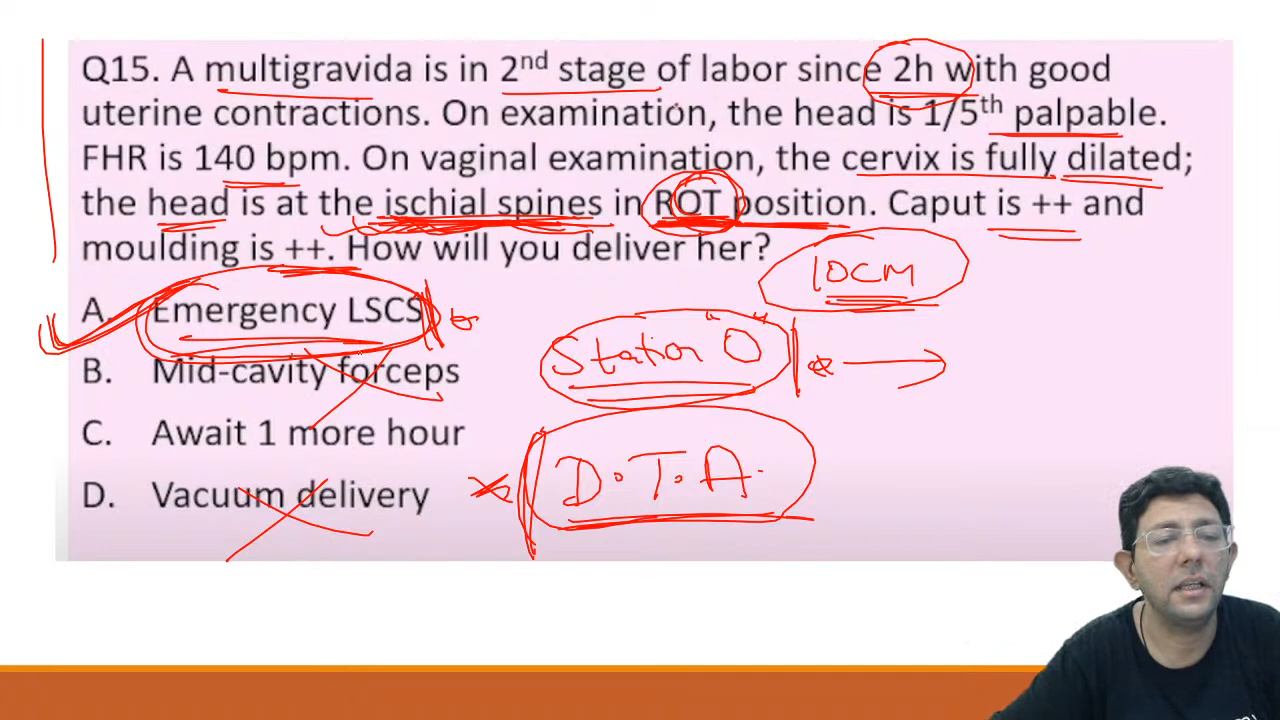 Q15. A multigravida is in 2nd stage of labor since 2h with good
uterine contractions. On examination, the head is 1/5th palpable.
FHR is 140 bpm. On vaginal examination, the cervix is fully dilated;
the head is at the ischial spines in ROT position. Caput is ++ and
moulding is ++. How will you deliver her?
10CM
A. Emergency LSCS
Station "0"
B. Mid-cavity forceps
C. Await 1 more hour
D.T.A.
D. Vacuum delivery